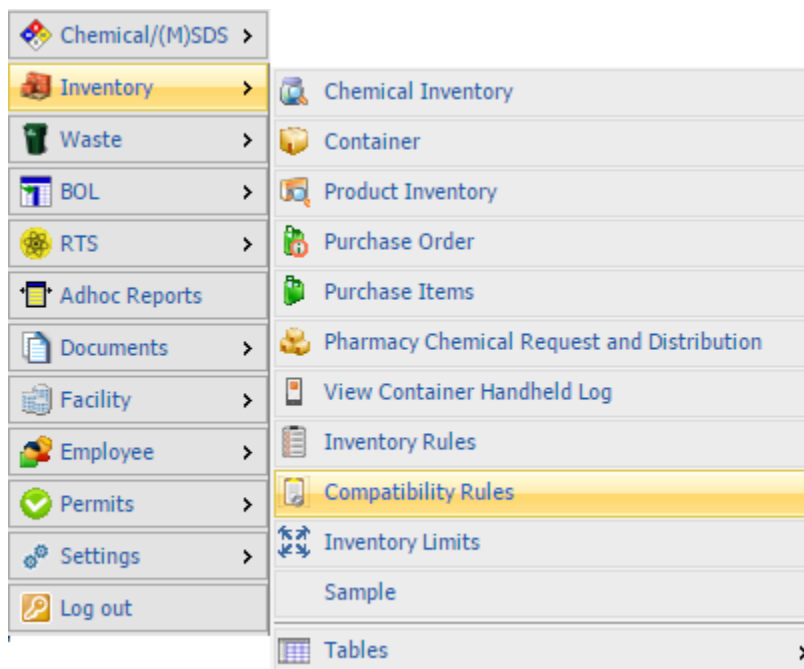 Chemical/(M)SDS
Inventory
Waste
BOL
RTS
Adhoc Reports
Documents
Facility
Employee
Permits
Settings
Log out
Chemical Inventory
Container
Product Inventory
Purchase Order
Purchase Items
Pharmacy Chemical Request and Distribution
View Container Handheld Log
Inventory Rules
Compatibility Rules
Inventory Limits
Sample
Tables